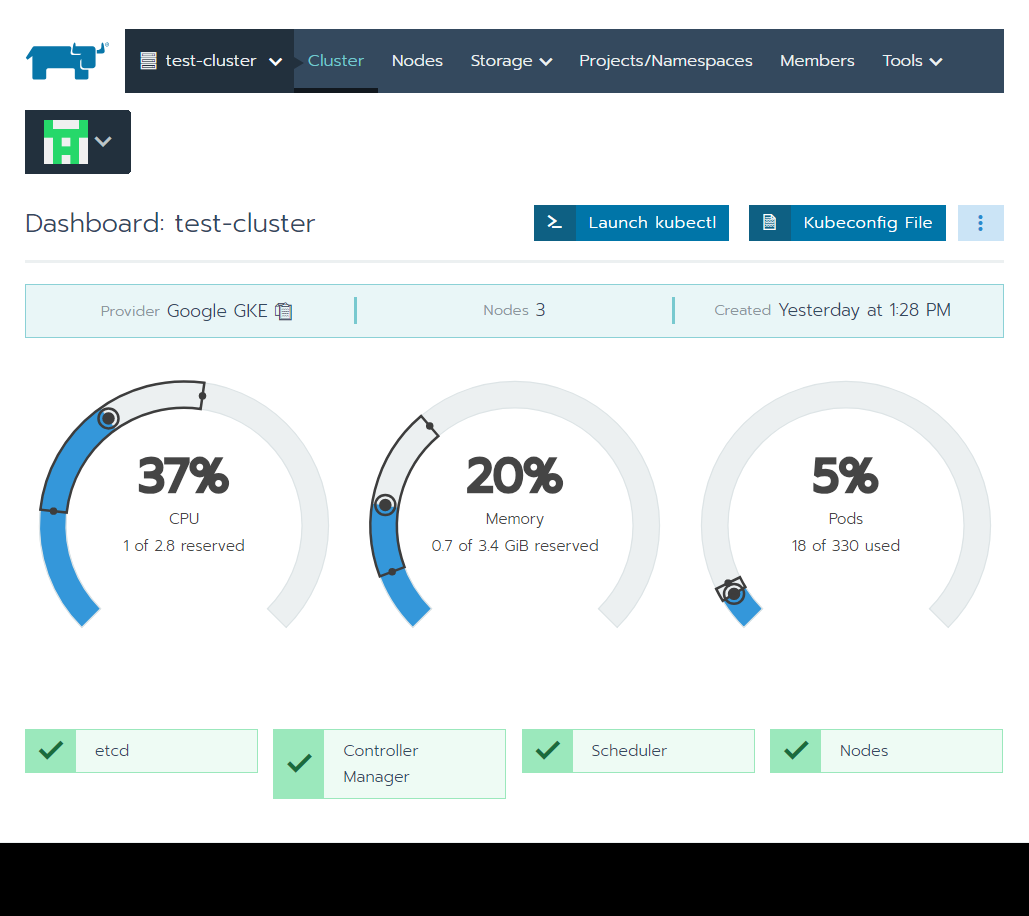 test-cluster Cluster Nodes Storage Projects/Namespaces Members Tools
Dashboard: test-cluster
Launch kubectl
Kubeconfig File
Provider Google GKE
Nodes 3
Created Yesterday at 1:28 PM
37%
CPU
1 of 2.8 reserved
20%
Memory
0.7 of 3.4 GiB reserved
5%
Pods
18 of 330 used
etcd
Controller
Manager
Scheduler
Nodes